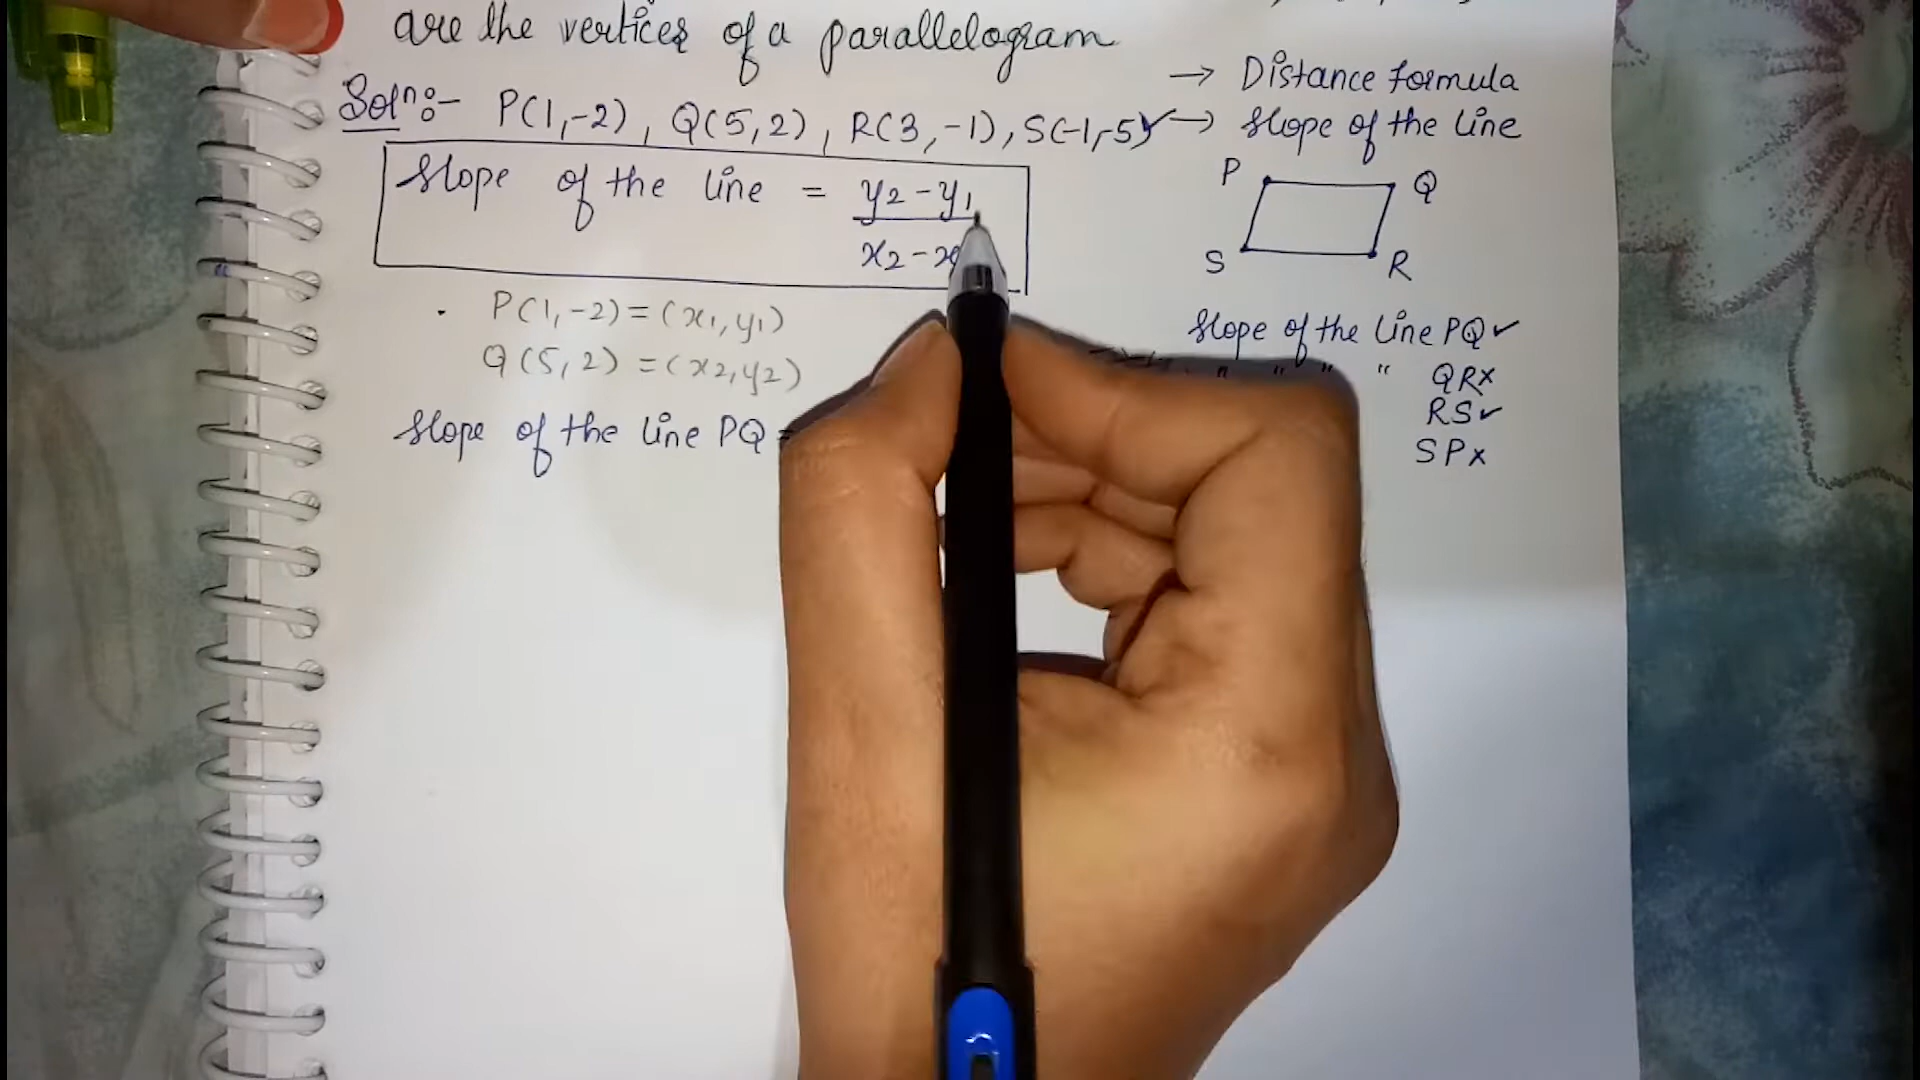 are the vertices of a parallelogram
→ Distance formula
Solⁿ:- P(1,-2), Q(5,2), R(3,-1), S(-1,-5)
✓→ Slope of the line
Slope of the line = y₂-y₁
x₂-x
P Q
S R
P(1,-2) = (x₁,y₁)
Q(5,2) = (x₂,y₂)
Slope of the line PQ =
Slope of the line PQ✓
" " " " QR×
RS✓
SP×